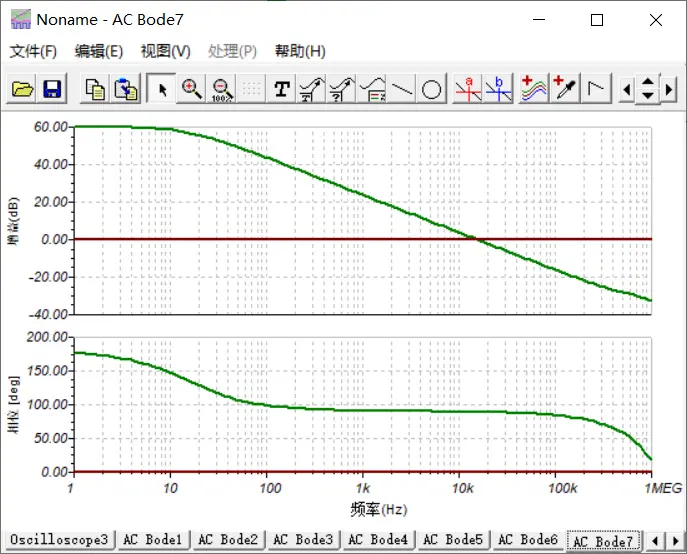 Noname - AC Bode7
文件(F) 编辑(E) 视图(V) 处理(P) 帮助(H)
T 100% a b
60.00
40.00
20.00
0.00
-20.00
-40.00
增益(dB)
200.00
150.00
100.00
50.00
0.00
相位 [deg]
1 10 100 1k 10k 100k 1MEG
频率(Hz)
Oscilloscope3 AC Bode1 AC Bode2 AC Bode3 AC Bode4 AC Bode5 AC Bode6 AC Bode7